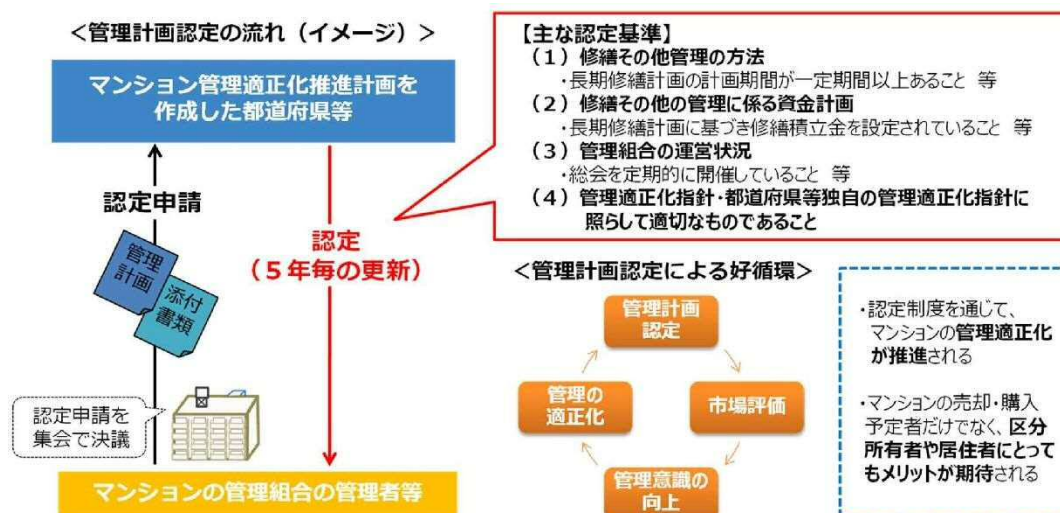 ＜管理計画認定の流れ（イメージ）＞
マンション管理適正化推進計画を
作成した都道府県等
認定申請
管理
計画
添付
書類
認定
（５年毎の更新）
認定申請を
集会で決議
マンションの管理組合の管理者等
【主な認定基準】
（１）修繕その他管理の方法
・長期修繕計画の計画期間が一定期間以上あること 等
（２）修繕その他の管理に係る資金計画
・長期修繕計画に基づき修繕積立金を設定されていること 等
（３）管理組合の運営状況
・総会を定期的に開催していること 等
（４）管理適正化指針・都道府県等独自の管理適正化指針に
照らして適切なものであること
＜管理計画認定による好循環＞
管理計画
認定
管理の
適正化
市場評価
管理意識の
向上
・認定制度を通じて、
マンションの管理適正化
が推進される
・マンションの売却・購入
予定者だけでなく、区分
所有者や居住者にとって
もメリットが期待される